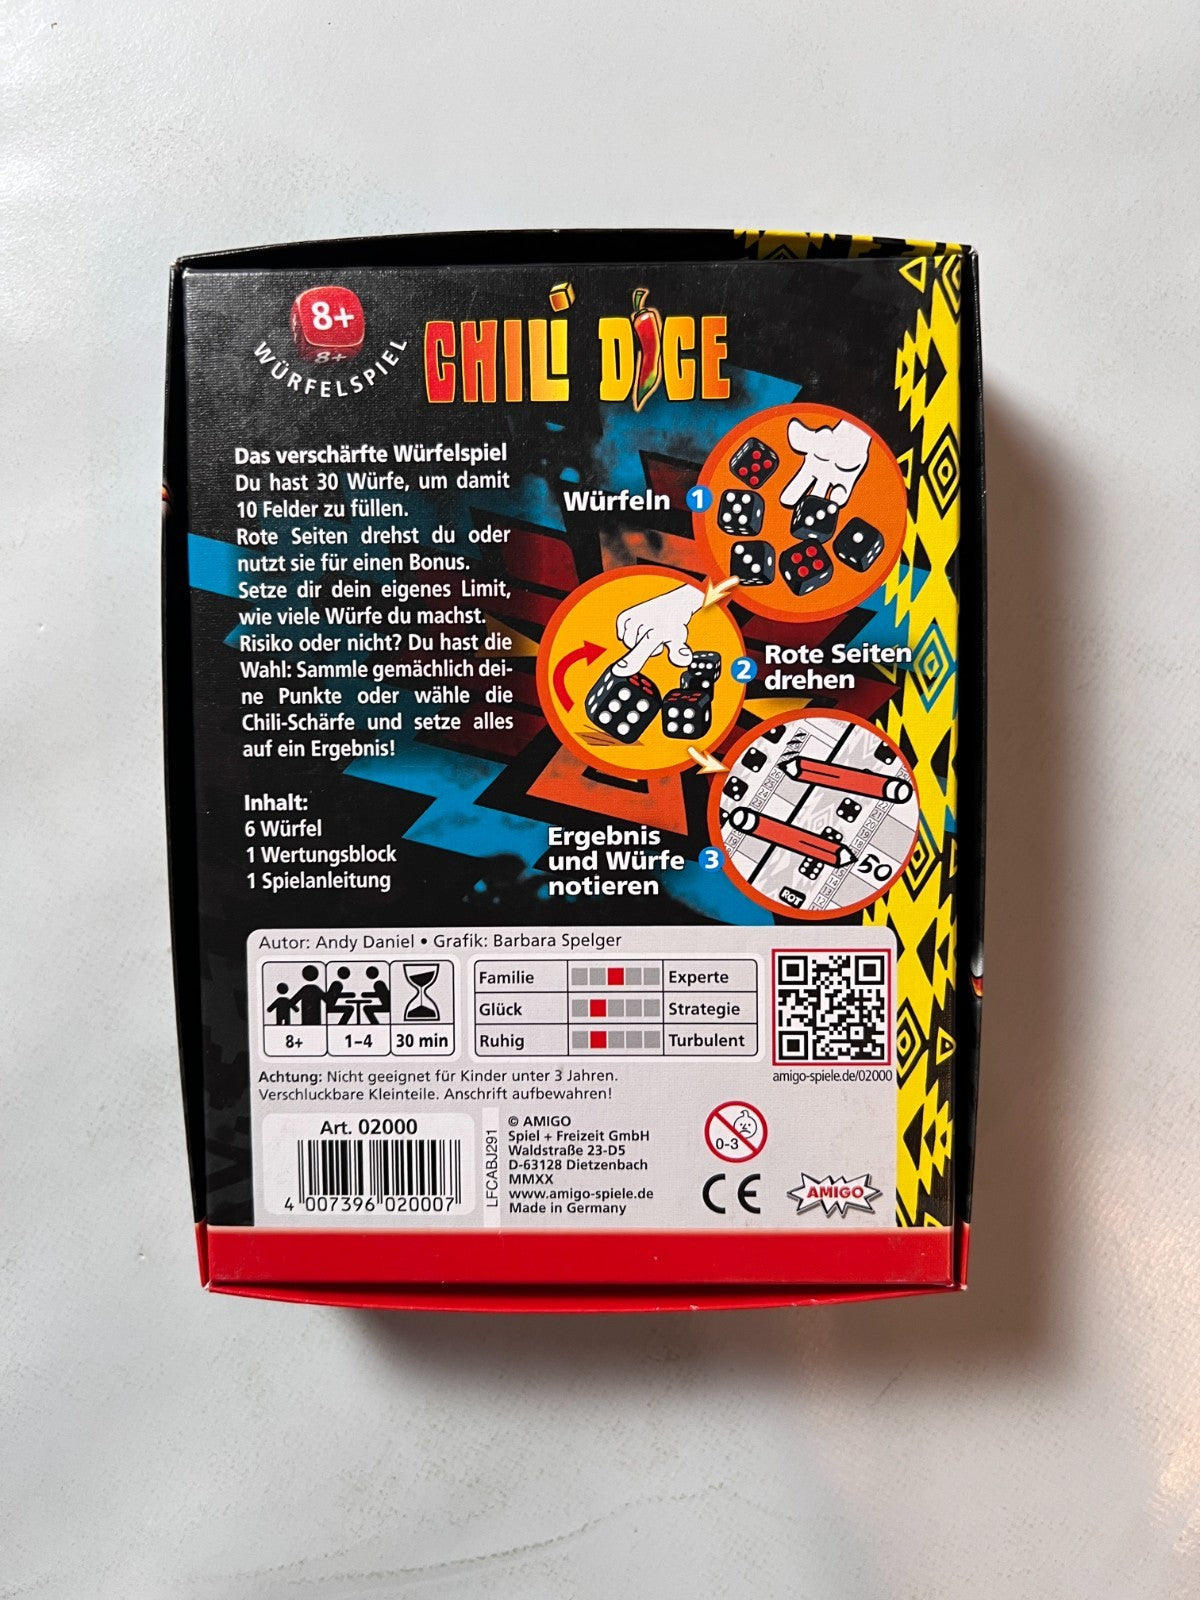 8+
8+
WÜRFELSPIEL
CHILI DICE
Das verschärfte Würfelspiel
Du hast 30 Würfe, um damit
10 Felder zu füllen.
Rote Seiten drehst du oder
nutzt sie für einen Bonus.
Setze dir dein eigenes Limit,
wie viele Würfe du machst.
Risiko oder nicht? Du hast die
Wahl: Sammle gemächlich dei-
ne Punkte oder wähle die
Chili-Schärfe und setze alles
auf ein Ergebnis!
Inhalt:
6 Würfel
1 Wertungsblock
1 Spielanleitung
Würfeln 1
2 Rote Seiten
drehen
Ergebnis
und Würfe 3
notieren
50
ROT
Autor: Andy Daniel • Grafik: Barbara Spelger
8+ 1–4 30 min
Familie Experte
Glück Strategie
Ruhig Turbulent
amigo-spiele.de/02000
Achtung: Nicht geeignet für Kinder unter 3 Jahren.
Verschluckbare Kleinteile. Anschrift aufbewahren!
Art. 02000
4 007396 020007
LFCABJ291
© AMIGO
Spiel + Freizeit GmbH
Waldstraße 23-D5
D-63128 Dietzenbach
MMXX
www.amigo-spiele.de
Made in Germany
0-3
CE
AMIGO